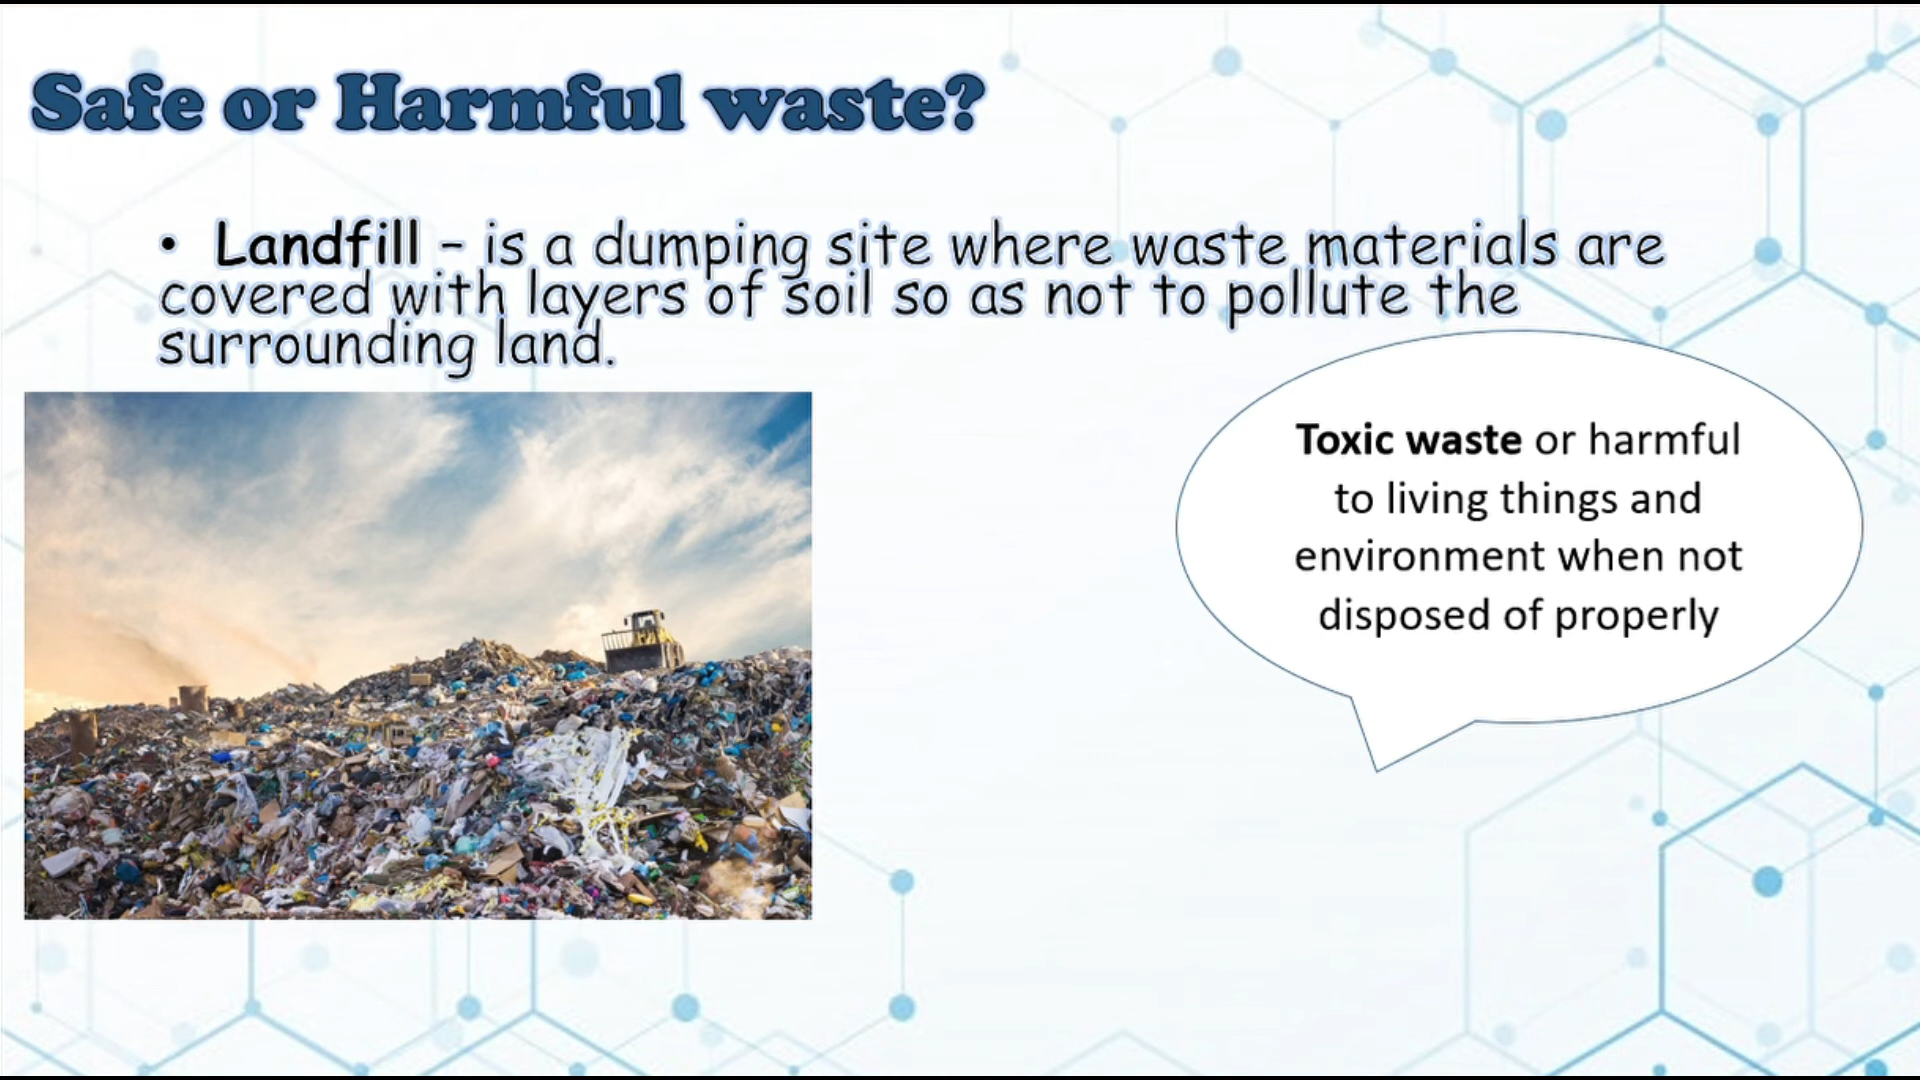 Safe or Harmful waste?
• Landfill – is a dumping site where waste materials are
covered with layers of soil so as not to pollute the
surrounding land.
Toxic waste or harmful
to living things and
environment when not
disposed of properly